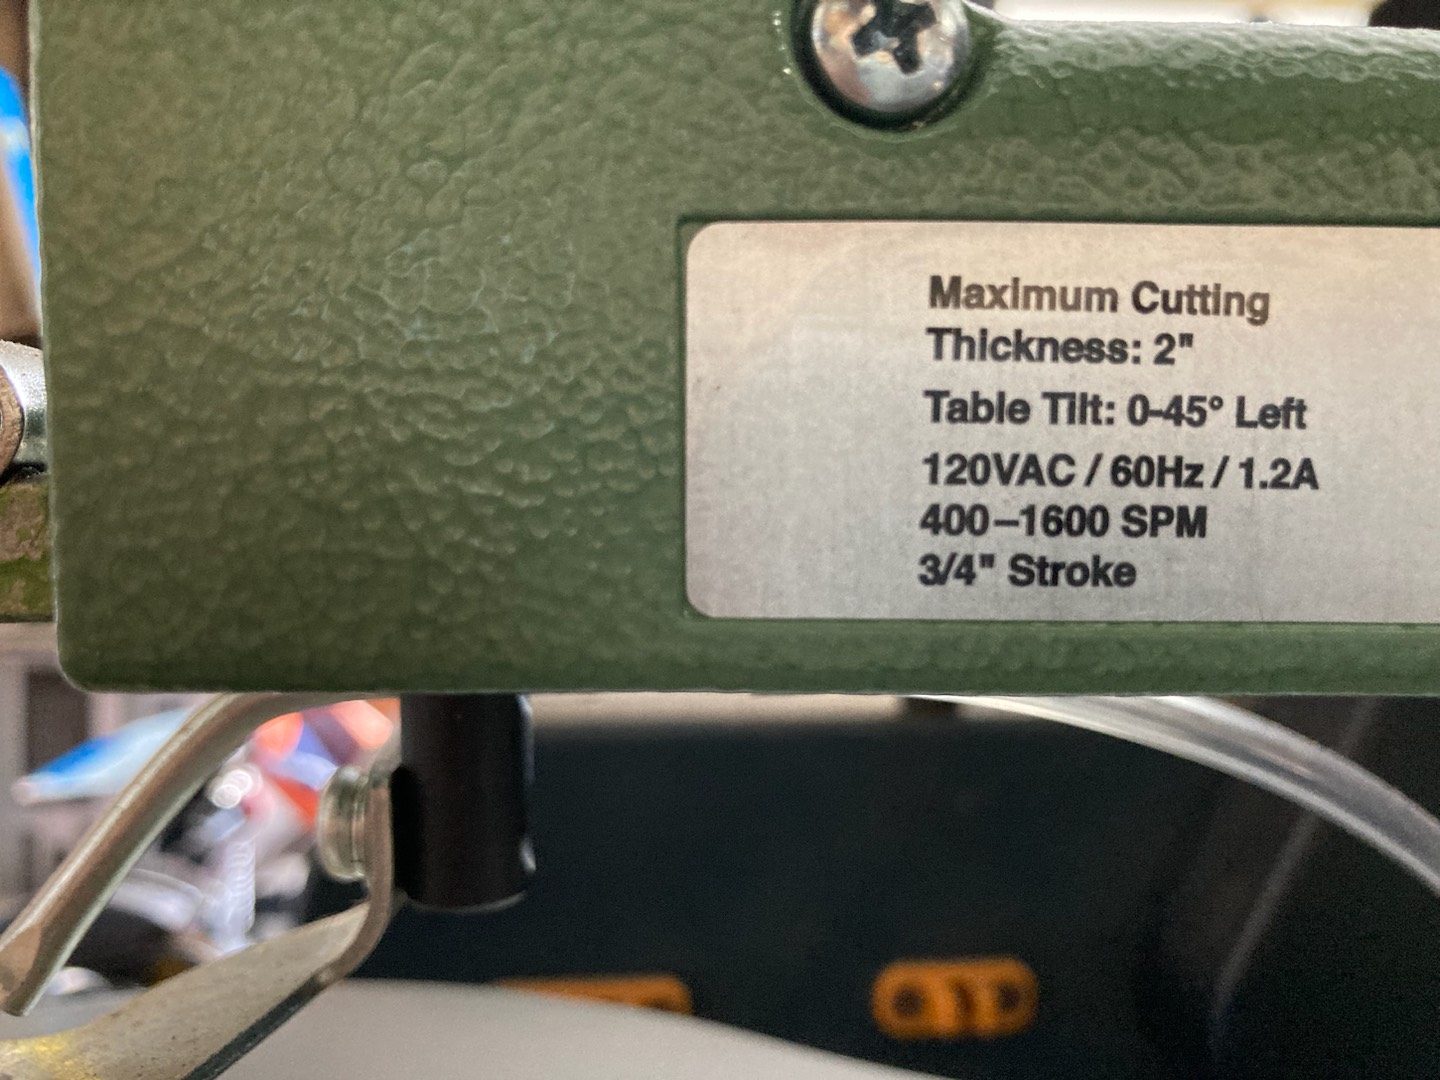 Maximum Cutting
Thickness: 2"
Table Tilt: 0-45° Left
120VAC / 60Hz / 1.2A
400–1600 SPM
3/4" Stroke